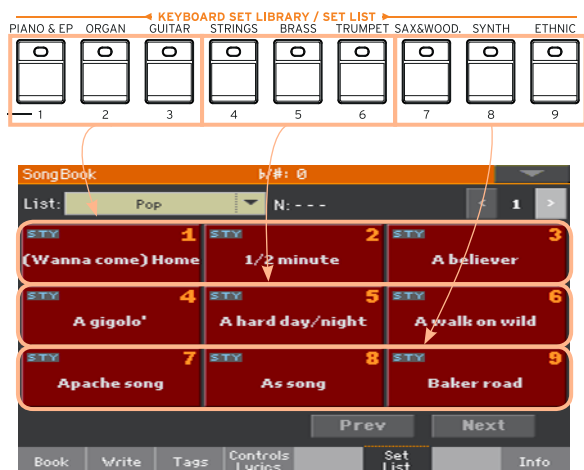 KEYBOARD SET LIBRARY / SET LIST
PIANO & EP ORGAN GUITAR STRINGS BRASS TRUMPET SAX&WOOD. SYNTH ETHNIC
1 2 3 4 5 6 7 8 9
SongBook ♭/#: 0
List: Pop N: - - - < 1 >
STY 1 STY 2 STY 3
(Wanna come) Home 1/2 minute A believer
STY 4 STY 5 STY 6
A gigolo' A hard day/night A walk on wild
STY 7 STY 8 STY 9
Apache song As song Baker road
Prev Next
Book Write Tags Controls Lyrics Set List Info